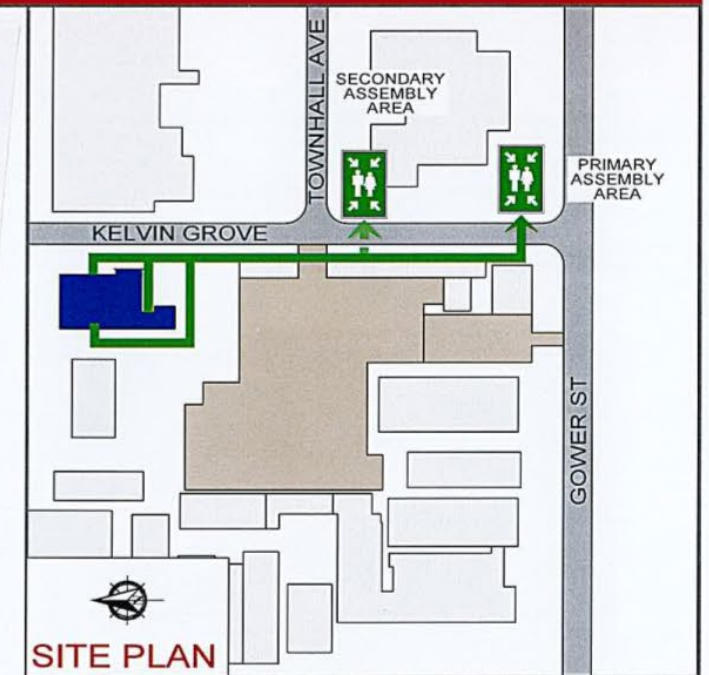 TOWNHALL AVE
SECONDARY
ASSEMBLY
AREA
PRIMARY
ASSEMBLY
AREA
KELVIN GROVE
GOWER ST
SITE PLAN